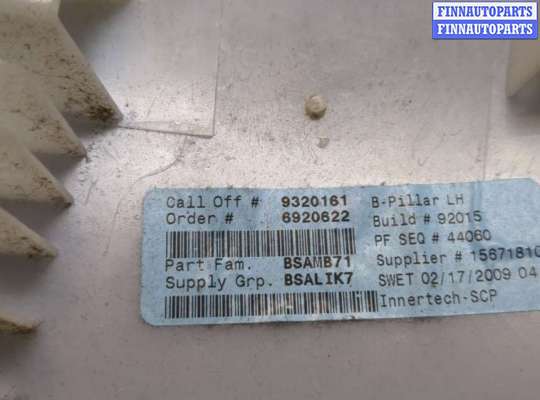 FINNAUTOPARTS
FINNAUTOPARTS
Call Off #: 9320161 B-Pillar LH
Order # 6920622 Build # 92015
PF SEQ # 44060
Part Fam. BSAMB71 Supplier # 15671810
Supply Grp. BSALIK7 SWET 02/17/2009 04
Innertech-SCP